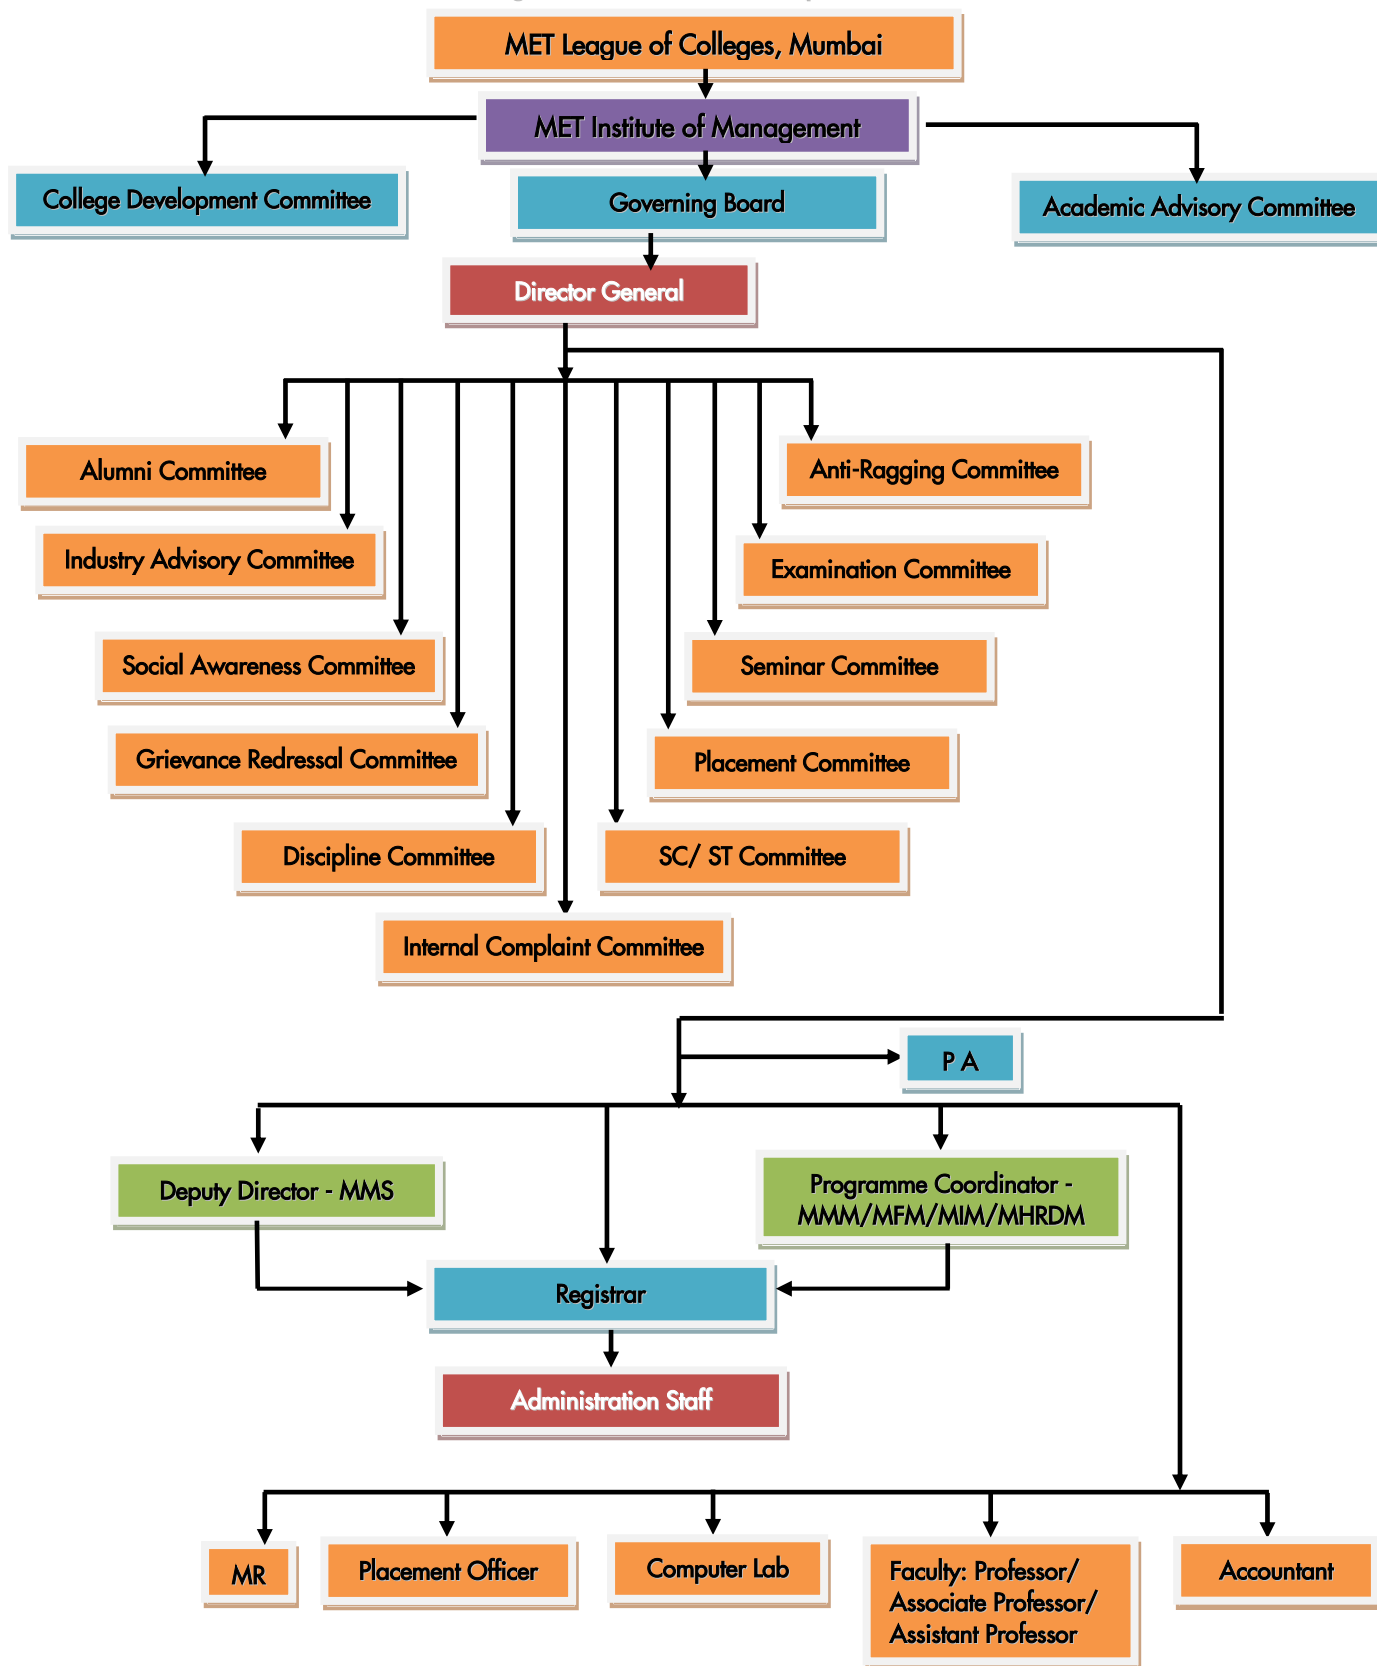 MET League of Colleges, Mumbai
MET Institute of Management
College Development Committee
Governing Board
Academic Advisory Committee
Director General
Alumni Committee
Anti-Ragging Committee
Industry Advisory Committee
Examination Committee
Social Awareness Committee
Seminar Committee
Grievance Redressal Committee
Placement Committee
Discipline Committee
SC/ ST Committee
Internal Complaint Committee
P A
Deputy Director - MMS
Programme Coordinator -
MMM/MFM/MIM/MHRDM
Registrar
Administration Staff
MR
Placement Officer
Computer Lab
Faculty: Professor/
Associate Professor/
Assistant Professor
Accountant